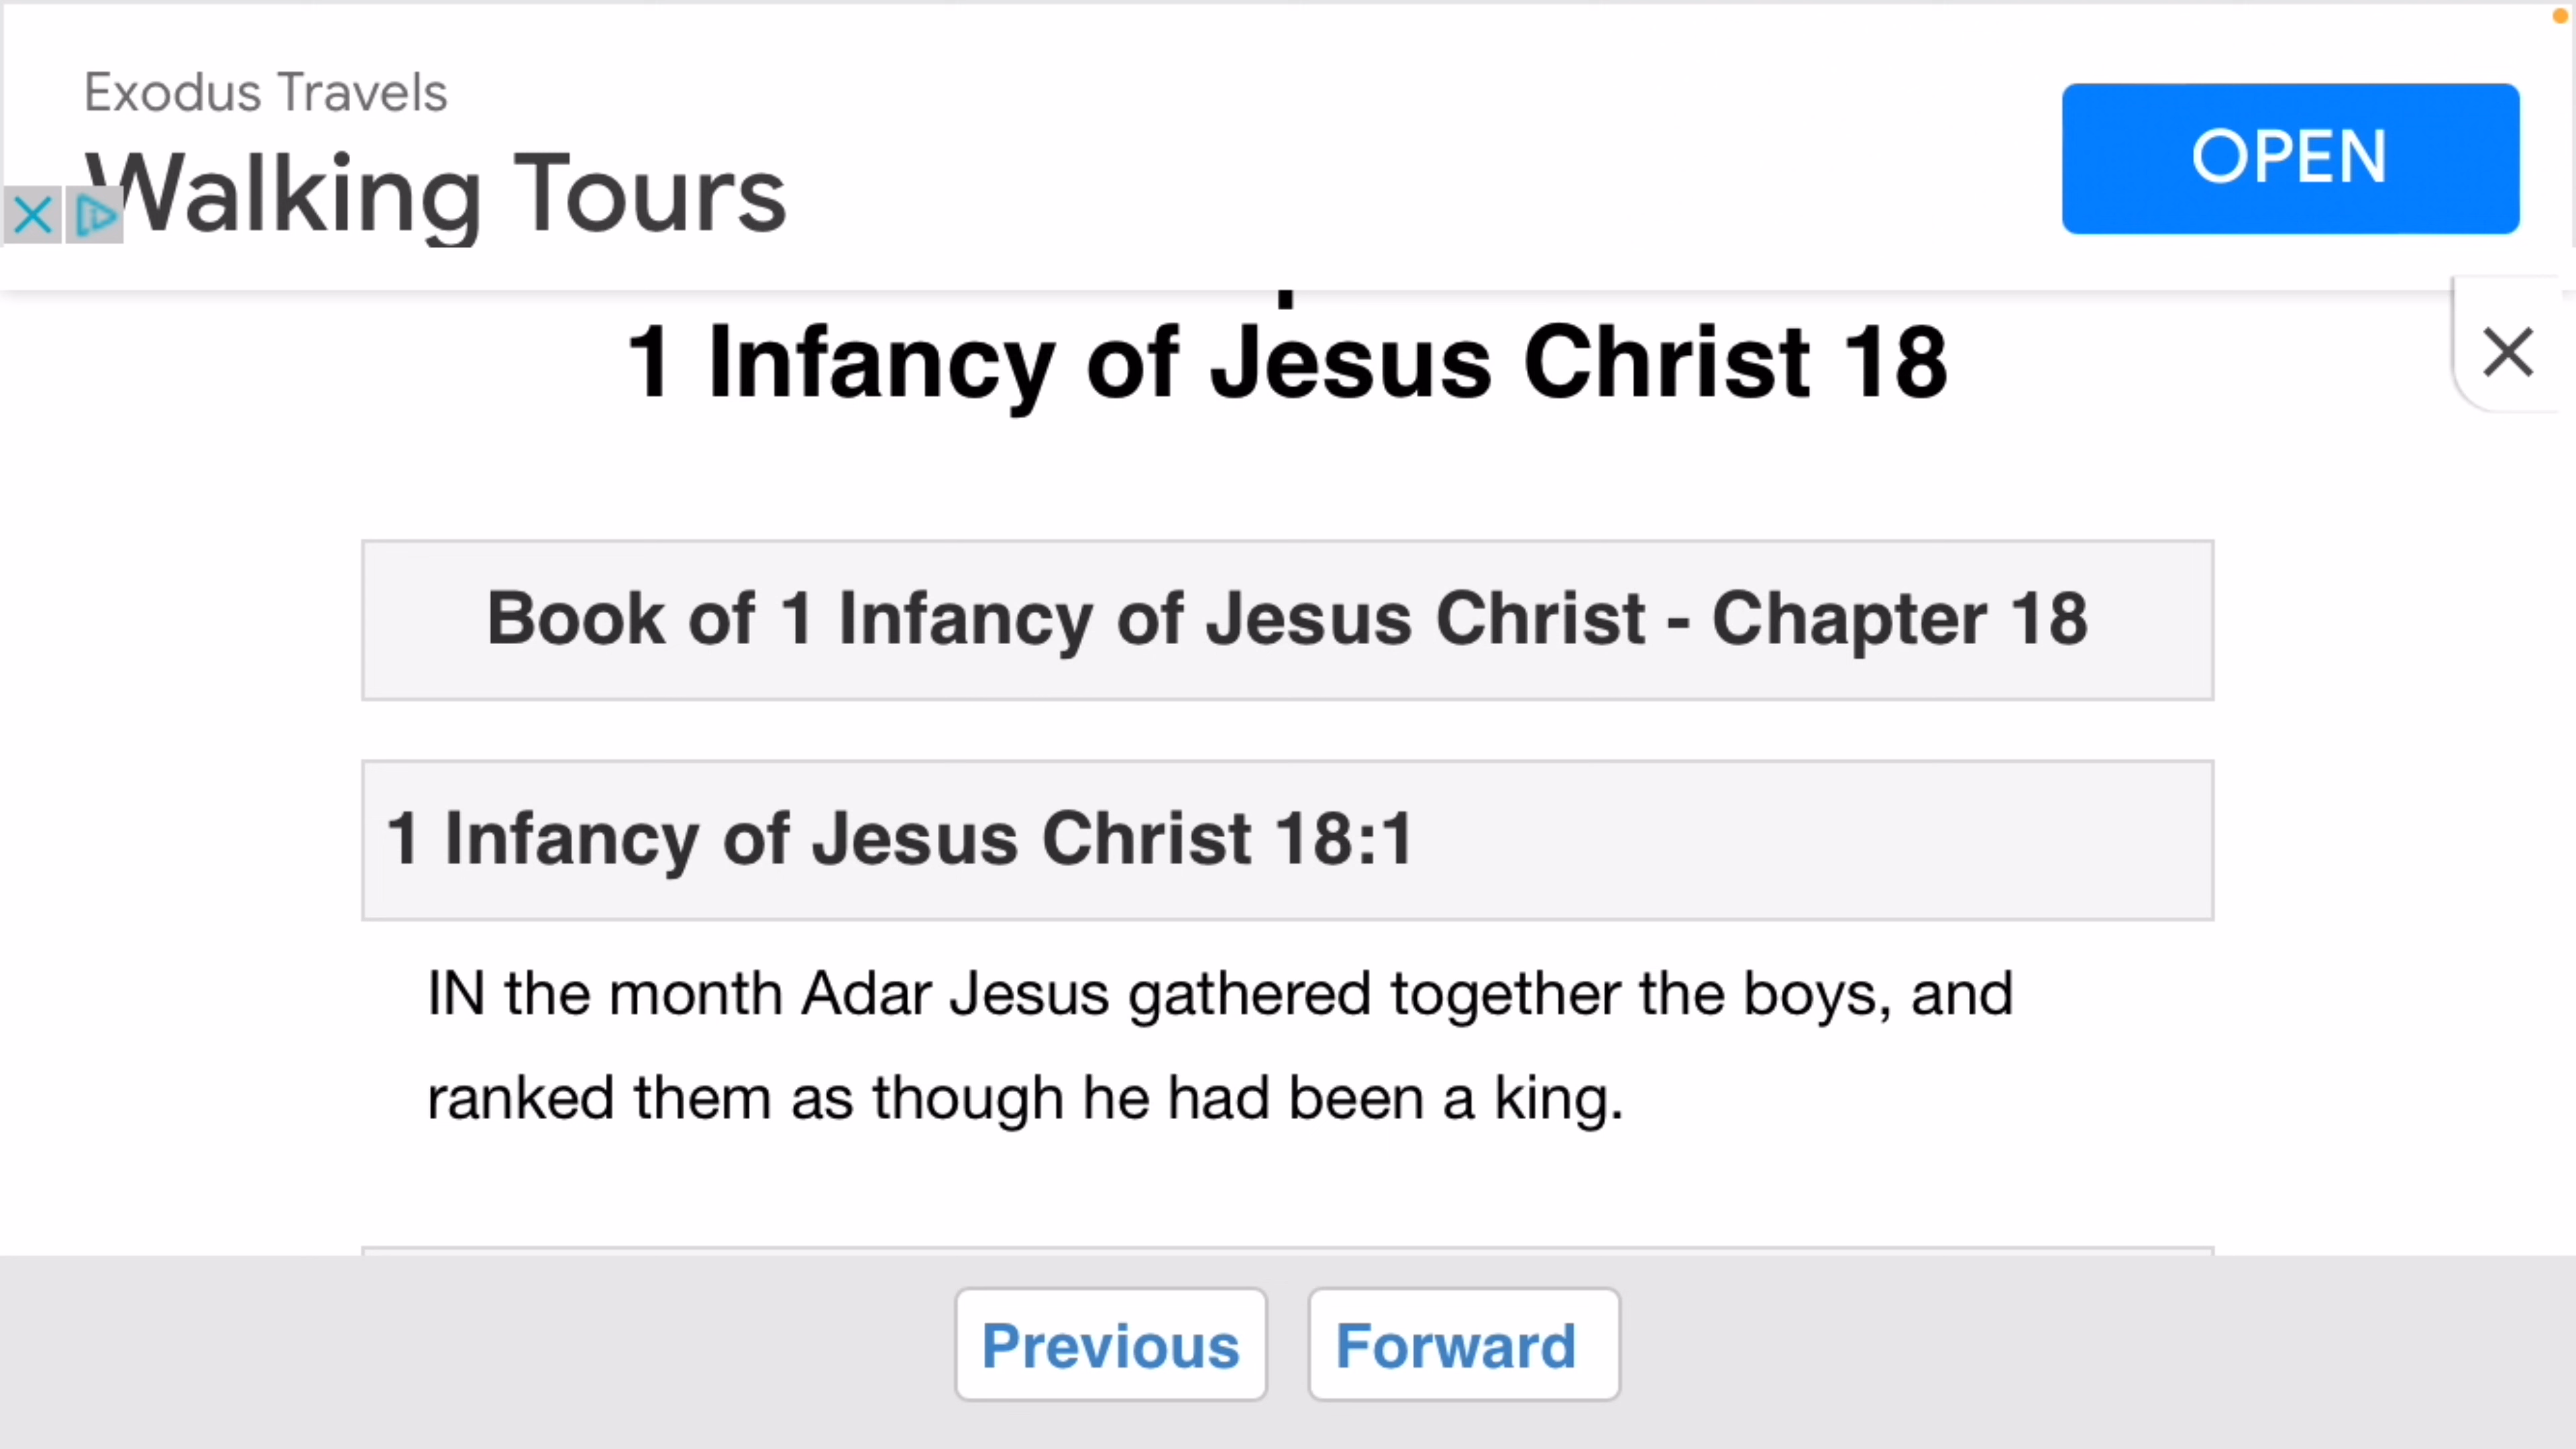 Exodus Travels
Walking Tours
OPEN
1 Infancy of Jesus Christ 18
Book of 1 Infancy of Jesus Christ - Chapter 18
1 Infancy of Jesus Christ 18:1
IN the month Adar Jesus gathered together the boys, and
ranked them as though he had been a king.
Previous
Forward